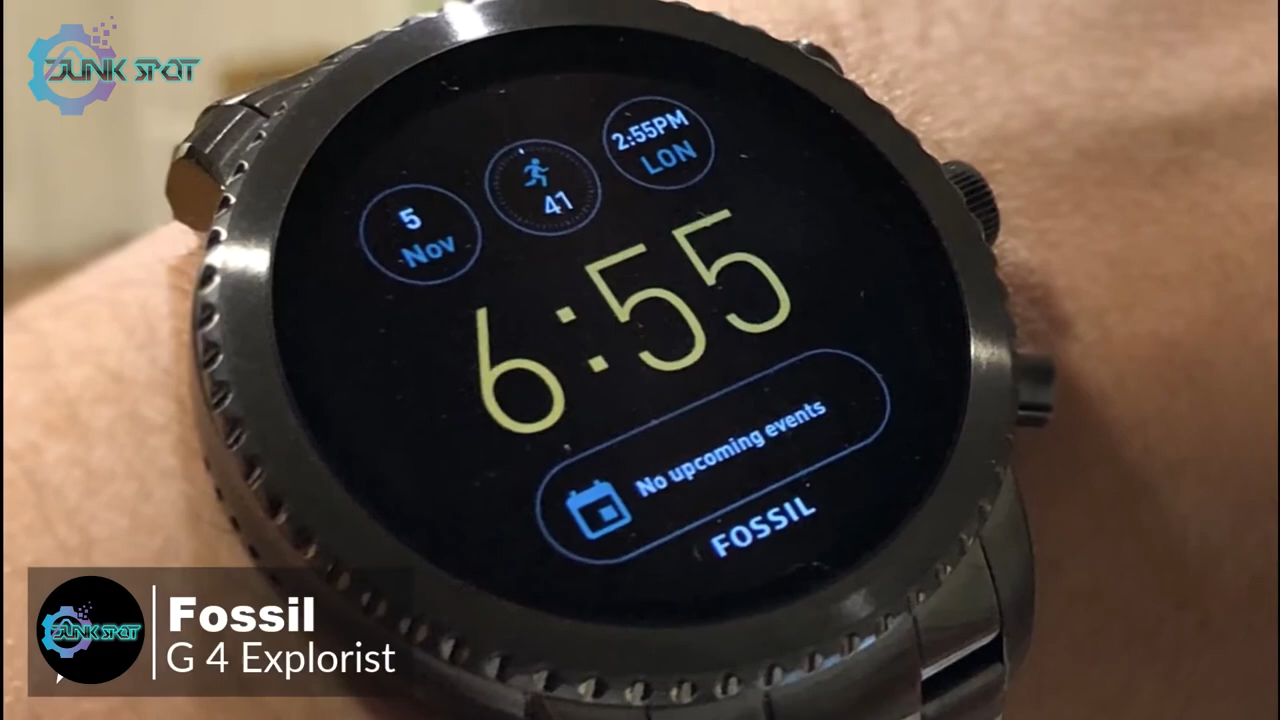 JUNK SPOT
2:55PM
LON
41
5
Nov
6:55
No upcoming events
FOSSIL
JUNK SPOT
Fossil
G 4 Explorist